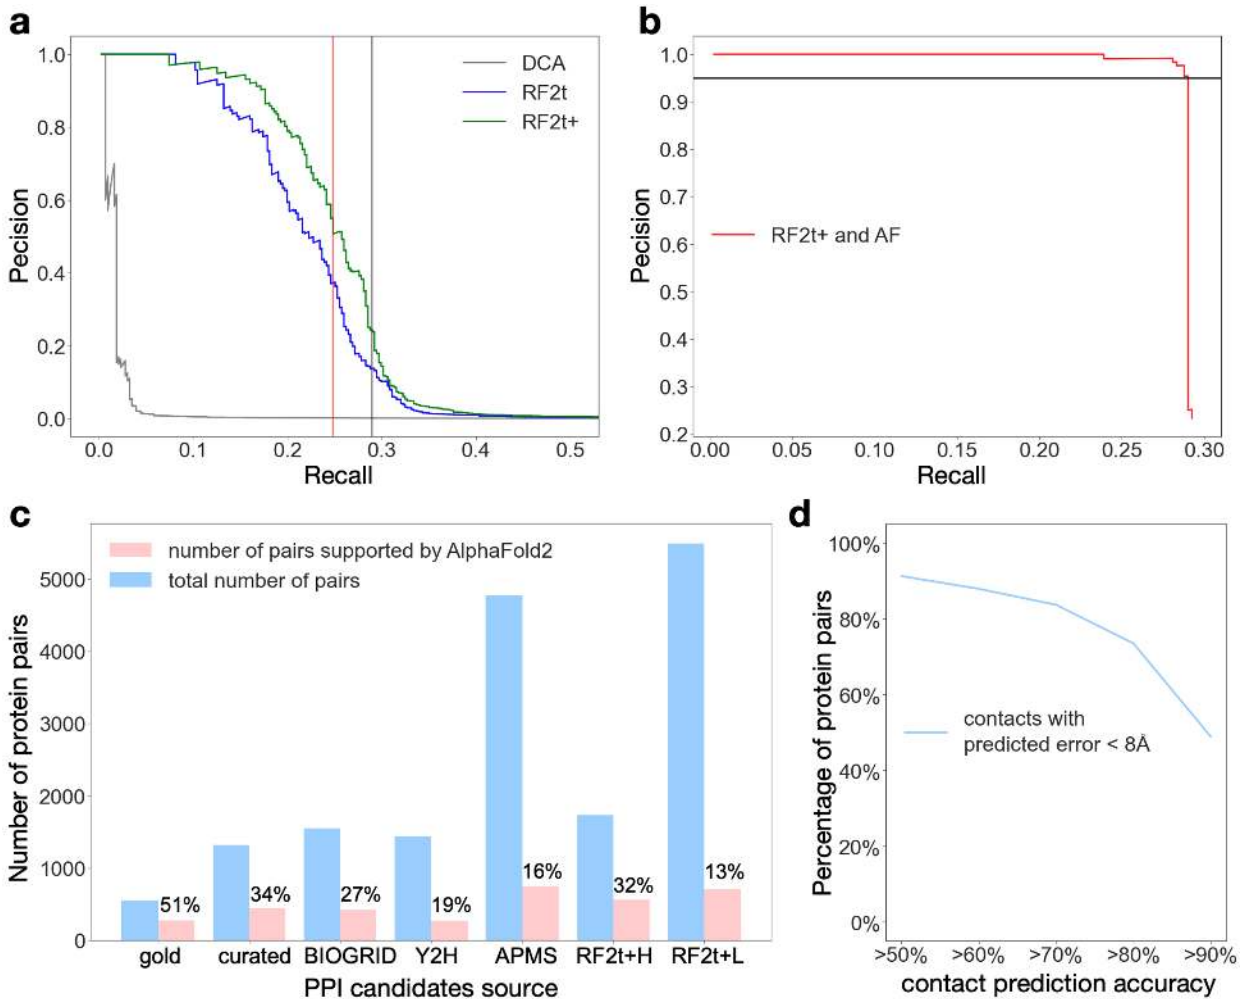 a
1.0
0.8
0.6
0.4
0.2
0.0
Pecision
DCA
RF2t
RF2t+
0.0 0.1 0.2 0.3 0.4 0.5
Recall
b
1.0
0.9
0.8
0.7
0.6
0.5
0.4
0.3
0.2
Pecision
RF2t+ and AF
0.00 0.05 0.10 0.15 0.20 0.25 0.30
Recall
c
number of pairs supported by AlphaFold2
total number of pairs
Number of protein pairs
5000
4000
3000
2000
1000
0
51% 34% 27% 19% 16% 32% 13%
gold curated BIOGRID Y2H APMS RF2t+H RF2t+L
PPI candidates source
d
100%
80%
60%
40%
20%
0%
Percentage of protein pairs
contacts with
predicted error < 8Å
>50% >60% >70% >80% >90%
contact prediction accuracy